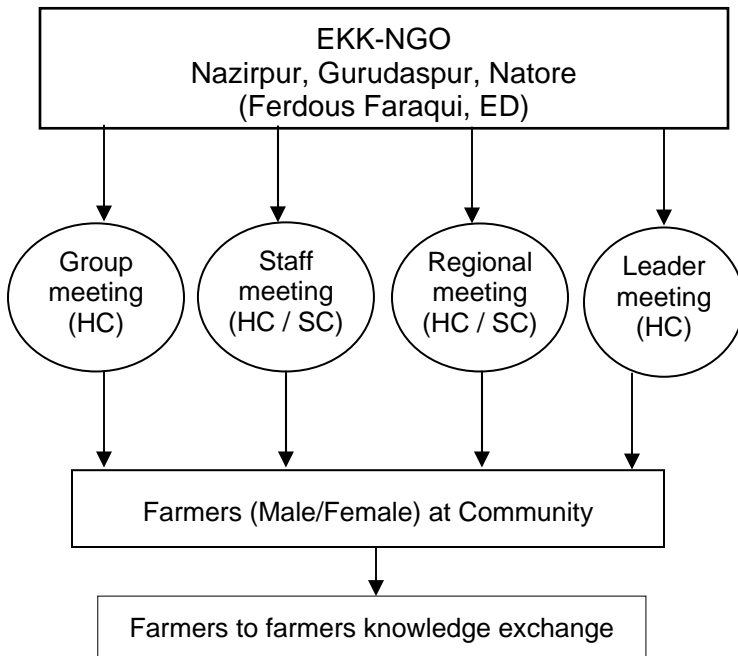 EKK-NGO
Nazirpur, Gurudaspur, Natore
(Ferdous Faraqui, ED)
Group
meeting
(HC)
Staff
meeting
(HC / SC)
Regional
meeting
(HC / SC)
Leader
meeting
(HC)
Farmers (Male/Female) at Community
Farmers to farmers knowledge exchange